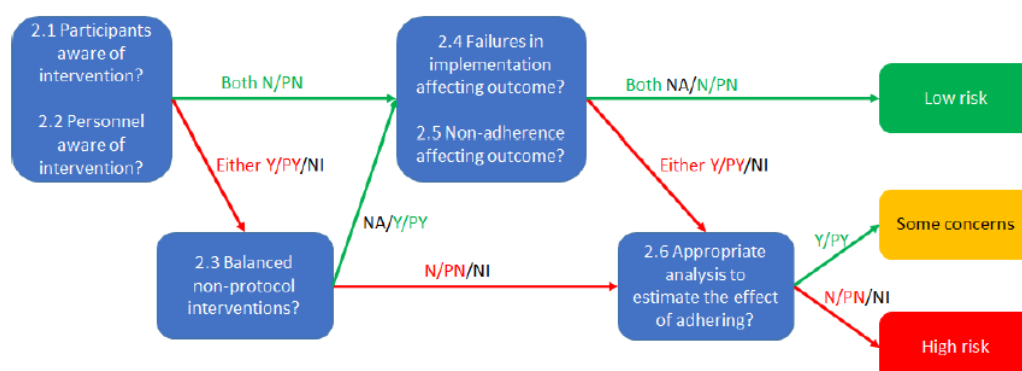 2.1 Participants
aware of
intervention?
2.2 Personnel
aware of
intervention?
Both N/PN
Either Y/PY/NI
2.3 Balanced
non-protocol
interventions?
NA/Y/PY
N/PN/NI
2.4 Failures in
implementation
affecting outcome?
2.5 Non-adherence
affecting outcome?
Both NA/N/PN
Either Y/PY/NI
2.6 Appropriate
analysis to
estimate the effect
of adhering?
Y/PY
N/PN/NI
Low risk
Some concerns
High risk